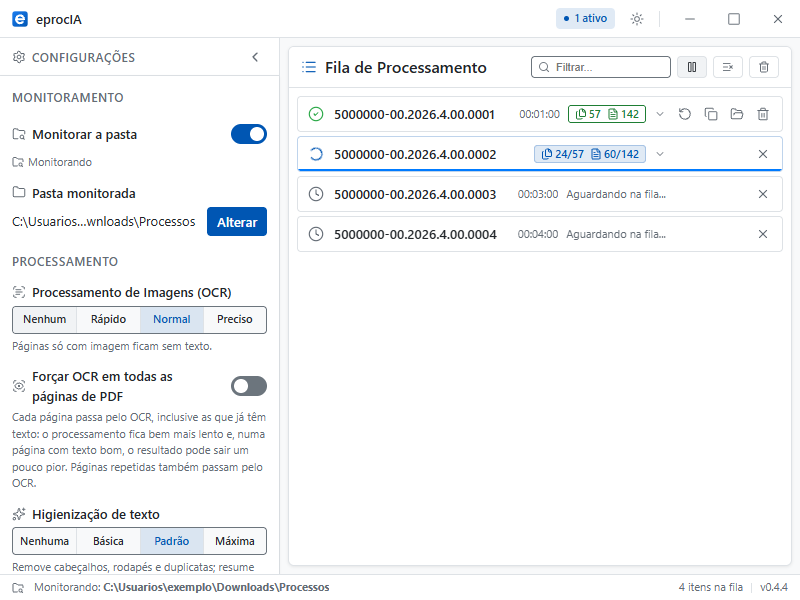 eprocIA
1 ativo
CONFIGURAÇÕES
MONITORAMENTO
Monitorar a pasta
Monitorando
Pasta monitorada
C:\Usuarios...wnloads\Processos
Alterar
PROCESSAMENTO
Processamento de Imagens (OCR)
Nenhum Rápido Normal Preciso
Páginas só com imagem ficam sem texto.
Forçar OCR em todas as
páginas de PDF
Cada página passa pelo OCR, inclusive as que já têm
texto: o processamento fica bem mais lento e, numa
página com texto bom, o resultado pode sair um
pouco pior. Páginas repetidas também passam pelo
OCR.
Higienização de texto
Nenhuma Básica Padrão Máxima
Remove cabeçalhos, rodapés e duplicatas; resume
Fila de Processamento
Filtrar...
5000000-00.2026.4.00.0001 00:01:00 57 142
5000000-00.2026.4.00.0002 24/57 60/142
5000000-00.2026.4.00.0003 00:03:00 Aguardando na fila...
5000000-00.2026.4.00.0004 00:04:00 Aguardando na fila...
Monitorando: C:\Usuarios\exemplo\Downloads\Processos
4 itens na fila v0.4.4